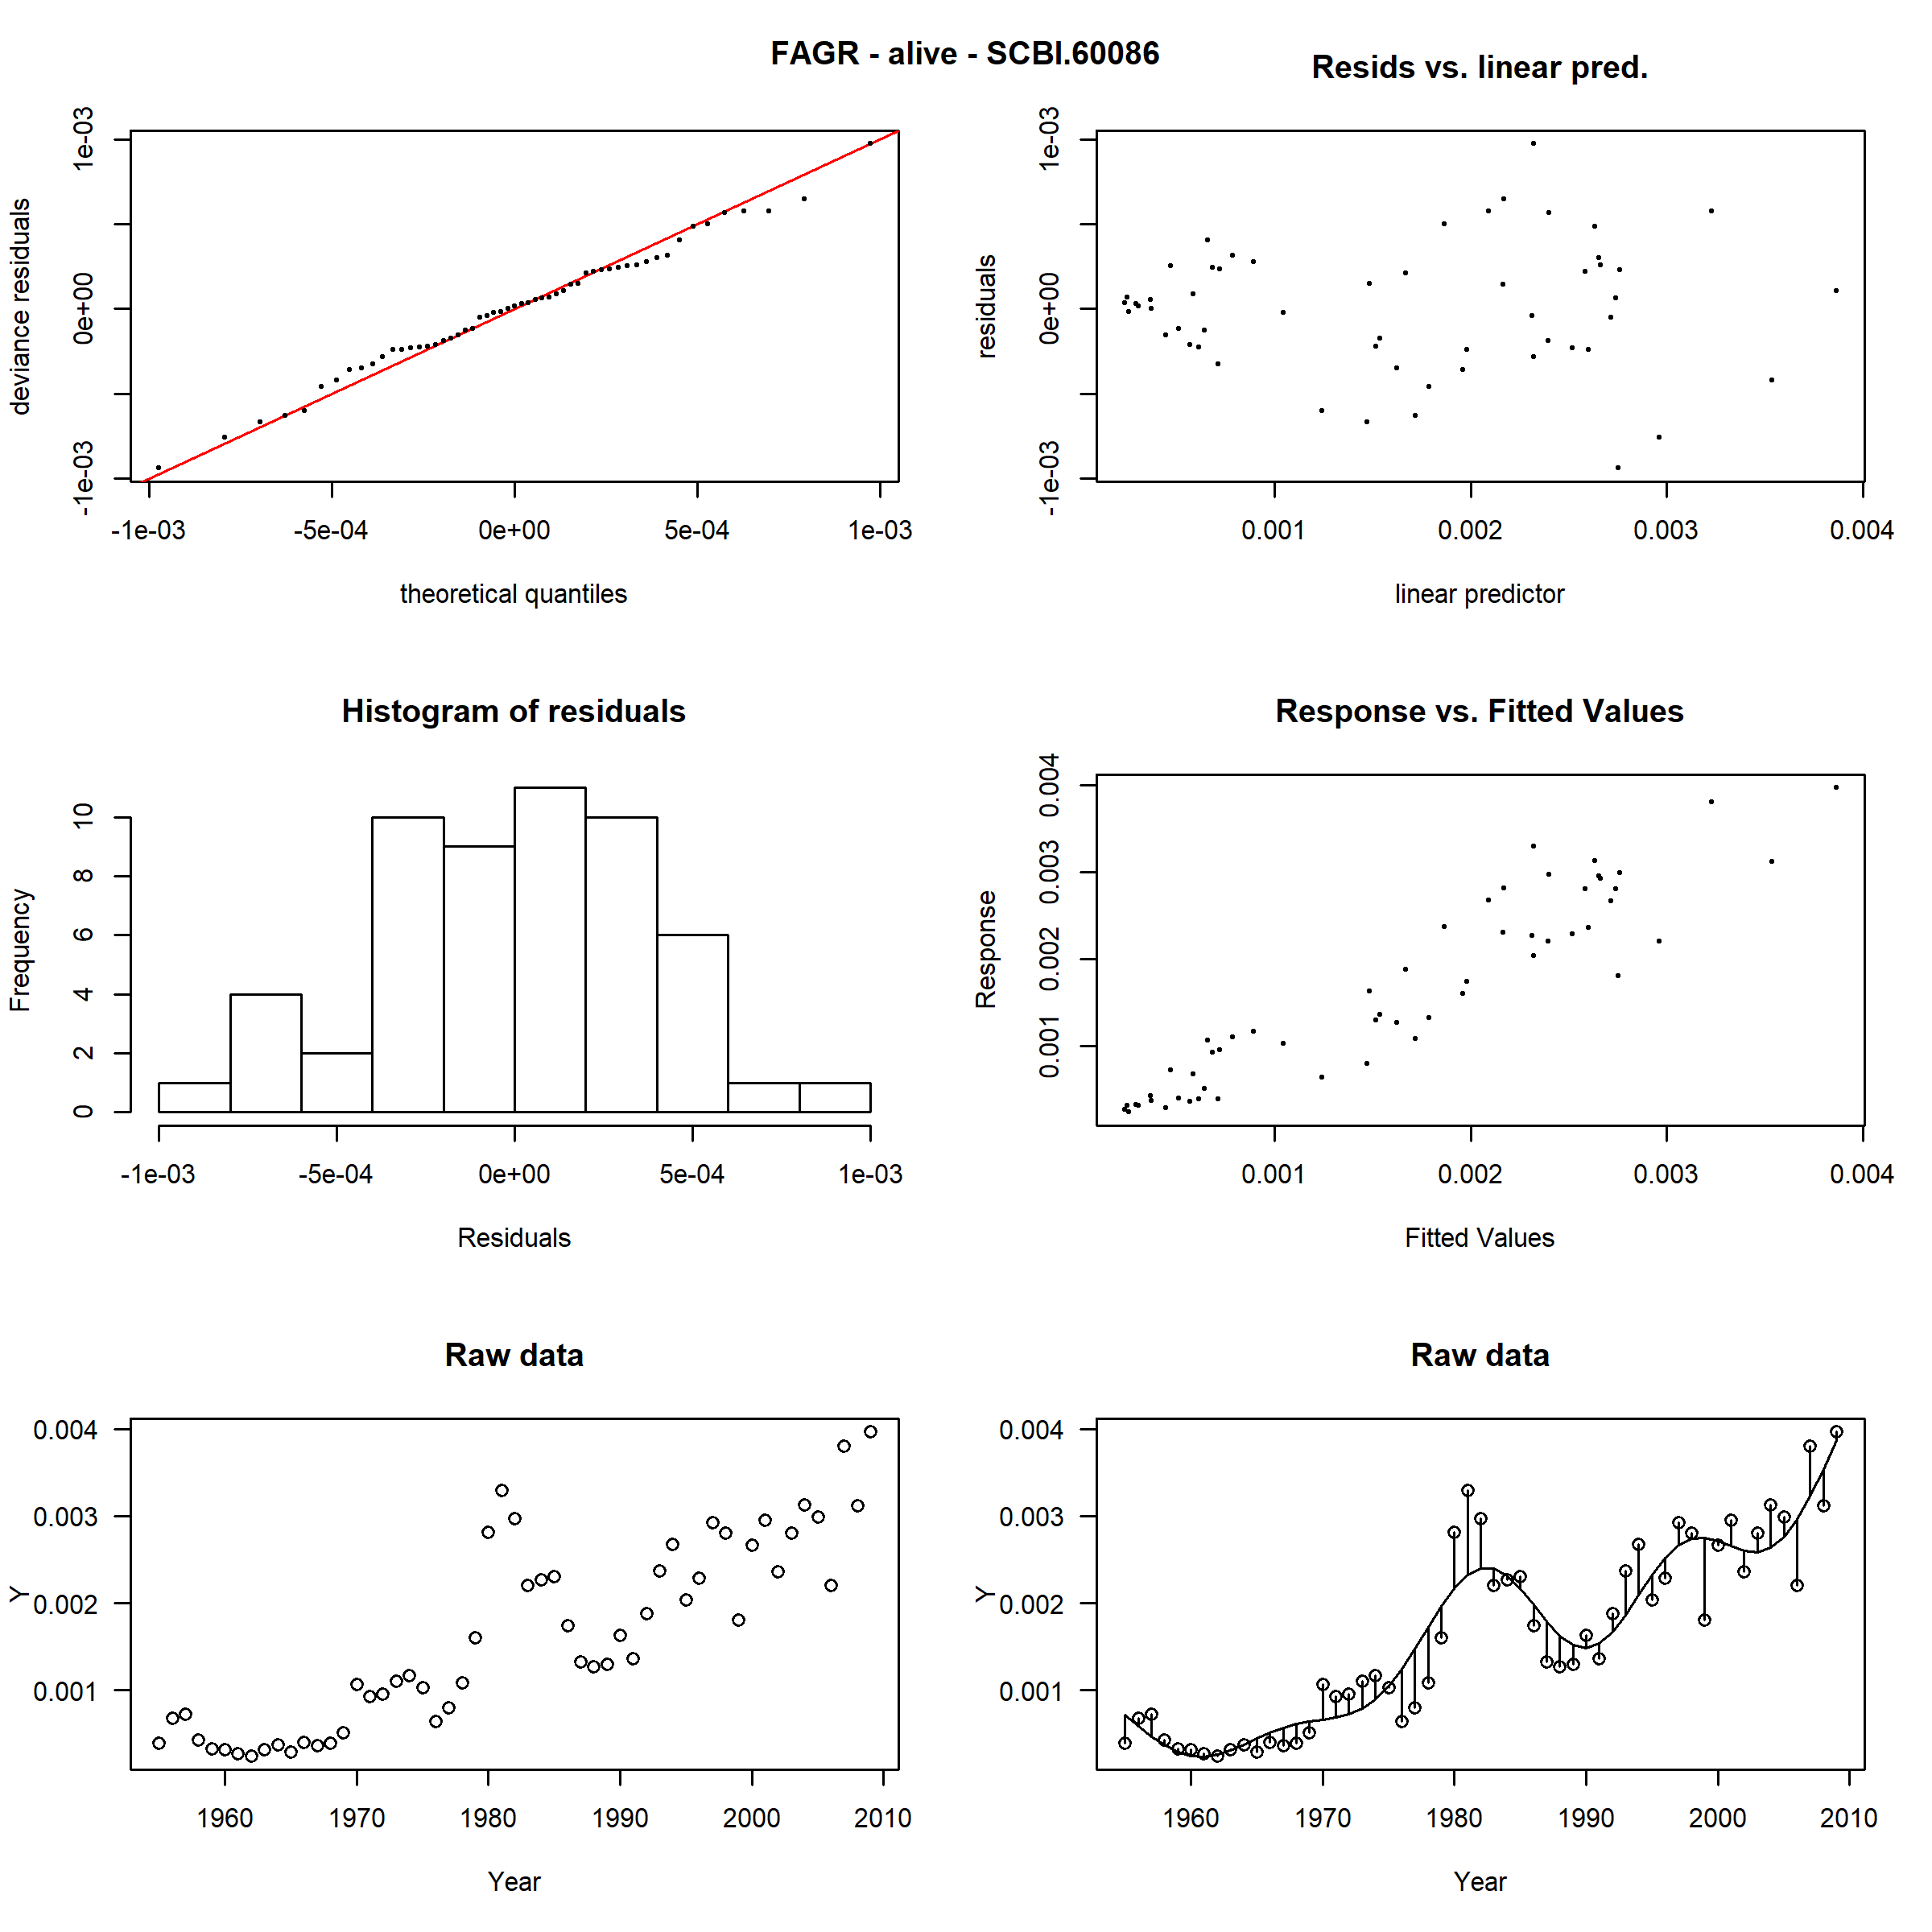 FAGR - alive - SCBI.60086
Resids vs. linear pred.
deviance residuals
-1e-03 0e+00 1e-03
-1e-03 -5e-04 0e+00 5e-04 1e-03
theoretical quantiles
residuals
-1e-03 0e+00 1e-03
0.001 0.002 0.003 0.004
linear predictor
Histogram of residuals
Frequency
0 2 4 6 8 10
-1e-03 -5e-04 0e+00 5e-04 1e-03
Residuals
Response vs. Fitted Values
Response
0.001 0.002 0.003 0.004
0.001 0.002 0.003 0.004
Fitted Values
Raw data
Y
0.004
0.003
0.002
0.001
1960 1970 1980 1990 2000 2010
Year
Raw data
Y
0.004
0.003
0.002
0.001
1960 1970 1980 1990 2000 2010
Year